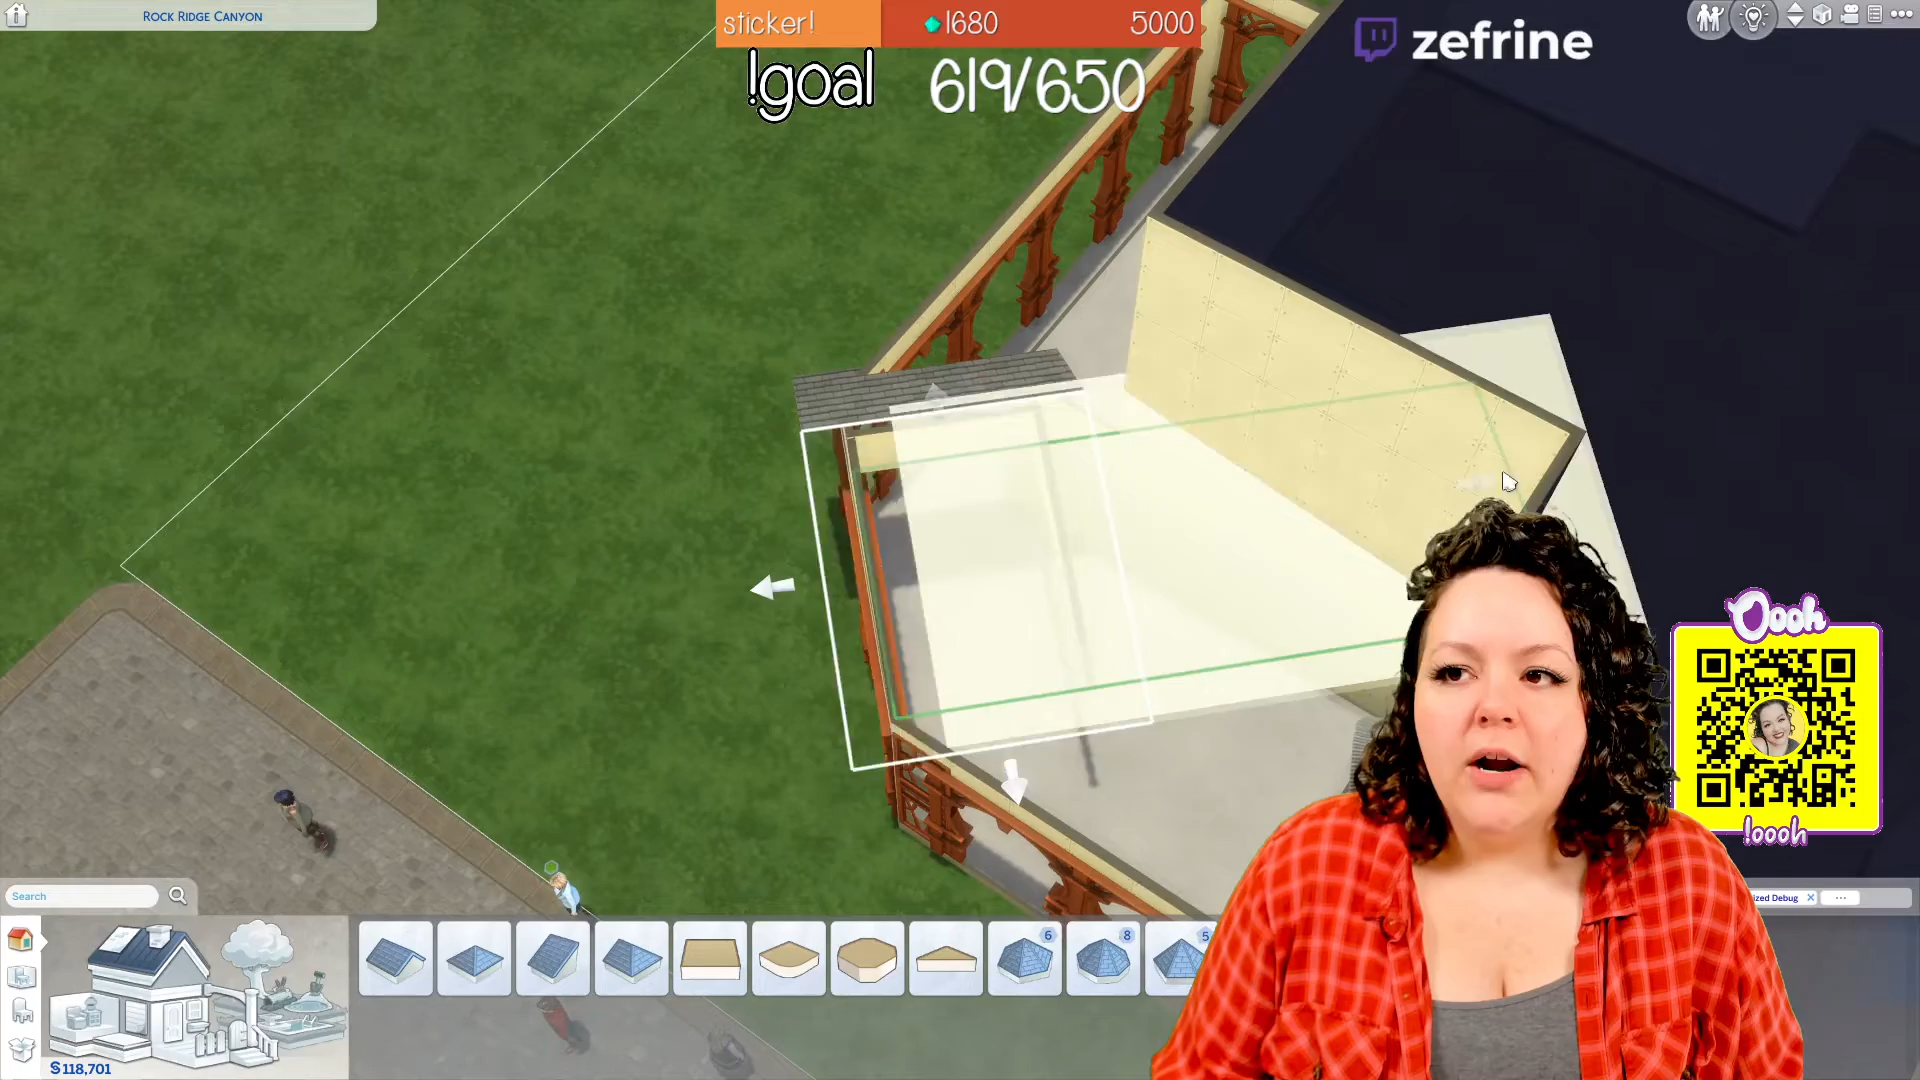 ROCK RIDGE CANYON
sticker! 1680 5000
!goal 619/650
zefrine
Oooh
!oooh
Search
ized Debug
6
8
5
§118,701